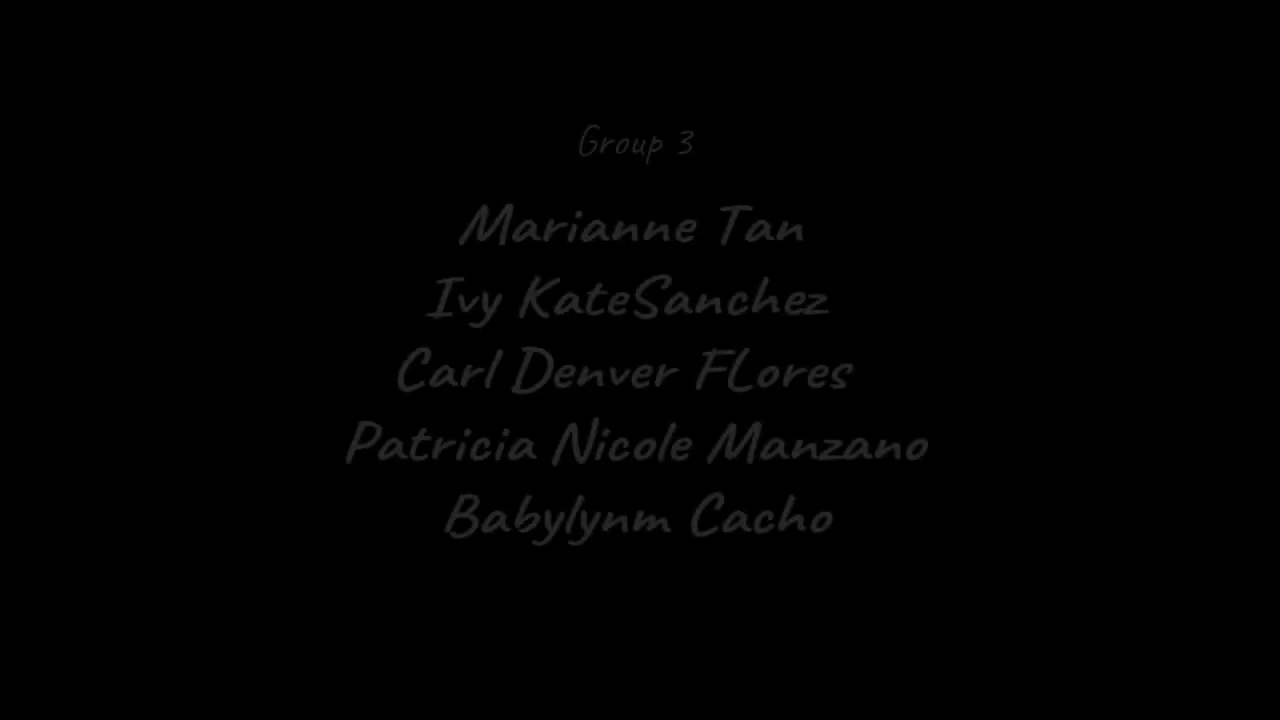 Group 3
Marianne Tan
Ivy KateSanchez
Carl Denver FLores
Patricia Nicole Manzano
Babylynm Cacho